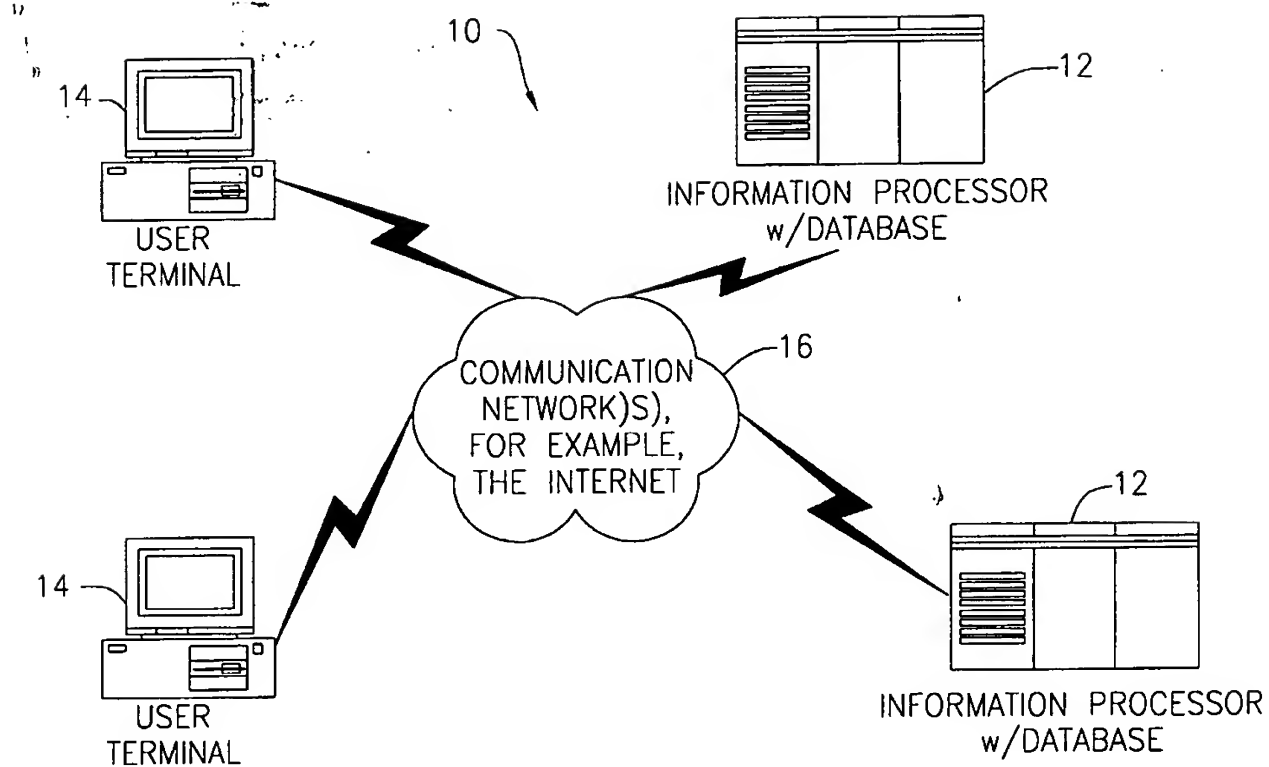 10
14
12
USER
TERMINAL
INFORMATION PROCESSOR
w/DATABASE
16
COMMUNICATION
NETWORK)S),
FOR EXAMPLE,
THE INTERNET
14
12
USER
TERMINAL
INFORMATION PROCESSOR
w/DATABASE